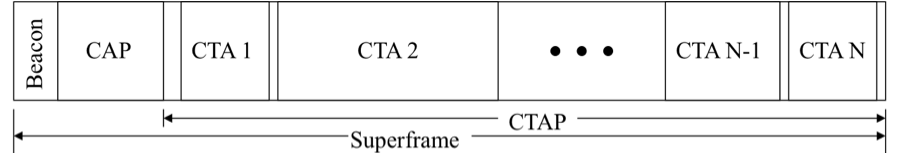 Beacon CAP CTA 1 CTA 2 • • • CTA N-1 CTA N
CTAP
Superframe